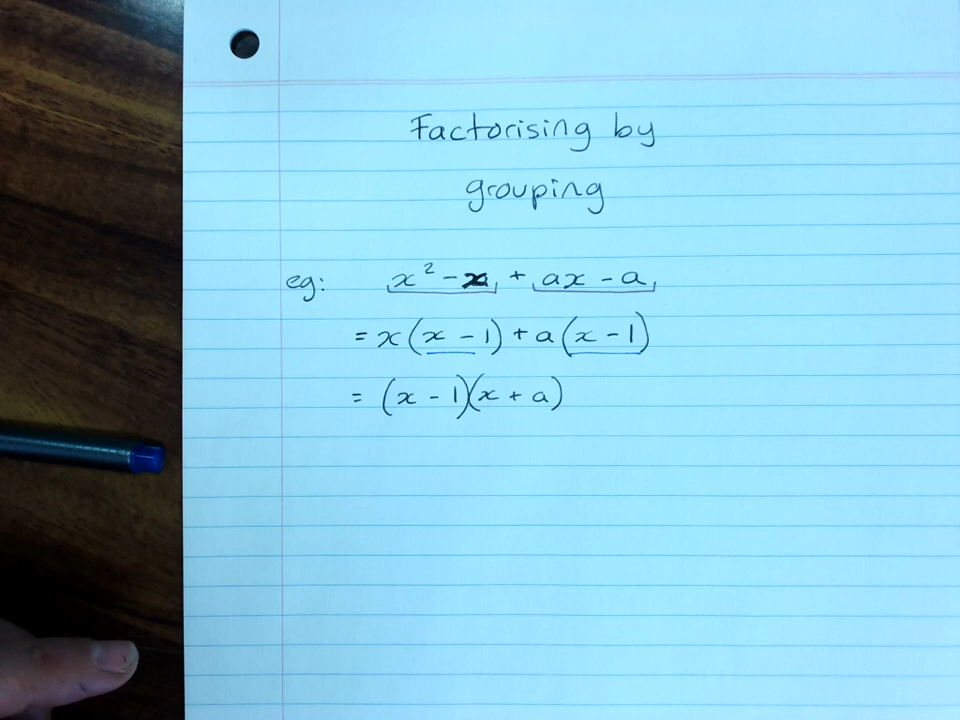 Factorising by
grouping
eg: x² - x + ax - a
= x(x - 1) + a(x - 1)
= (x - 1)(x + a)